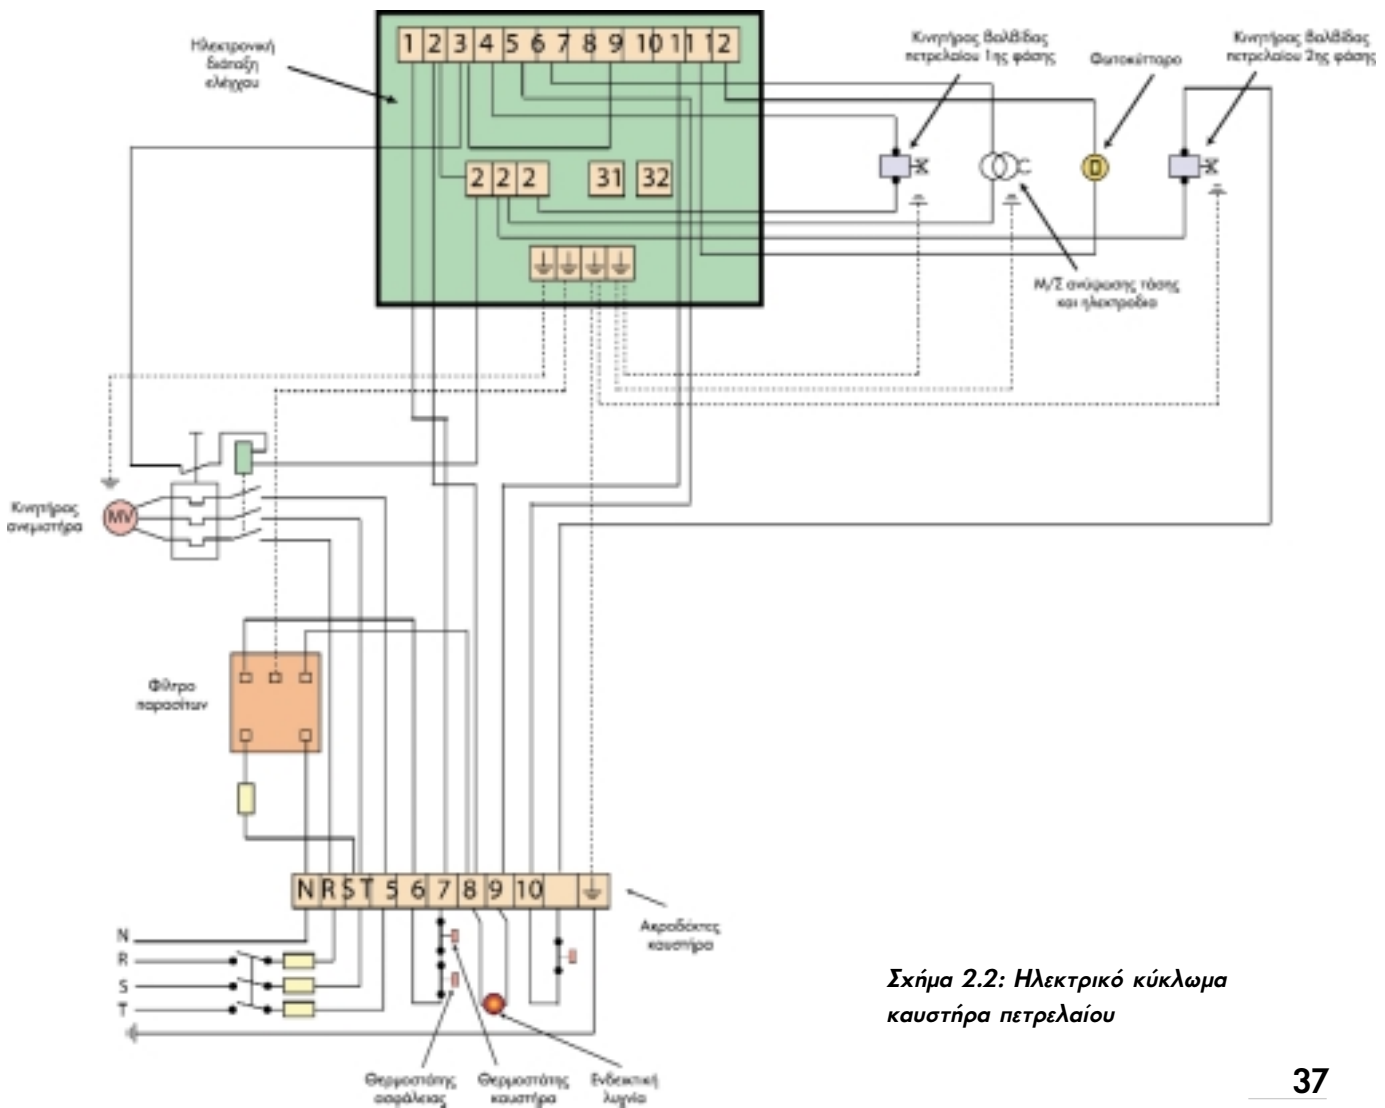 Ηλεκτρονική
διάταξη
ελέγχου
1 2 3 4 5 6 7 8 9 10 11 12
Κινητήρας βαλβίδας
πετρελαίου 1ης φάσης
Φωτοκύτταρο
Κινητήρας βαλβίδας
πετρελαίου 2ης φάσης
2 2 2
31
32
Μ/Σ ανύψωσης τάσης
και ηλεκτροδια
Κινητήρας
ανεμιστήρα
MV
Φίλτρο
παρασίτων
N R S T 5 6 7 8 9 10
Ακροδέκτες
καυστήρα
N
R
S
T
Θερμοστάτης
ασφάλειας
Θερμοστάτης
καυστήρα
Ενδεικτική
λυχνία
Σχήμα 2.2: Ηλεκτρικό κύκλωμα
καυστήρα πετρελαίου
37